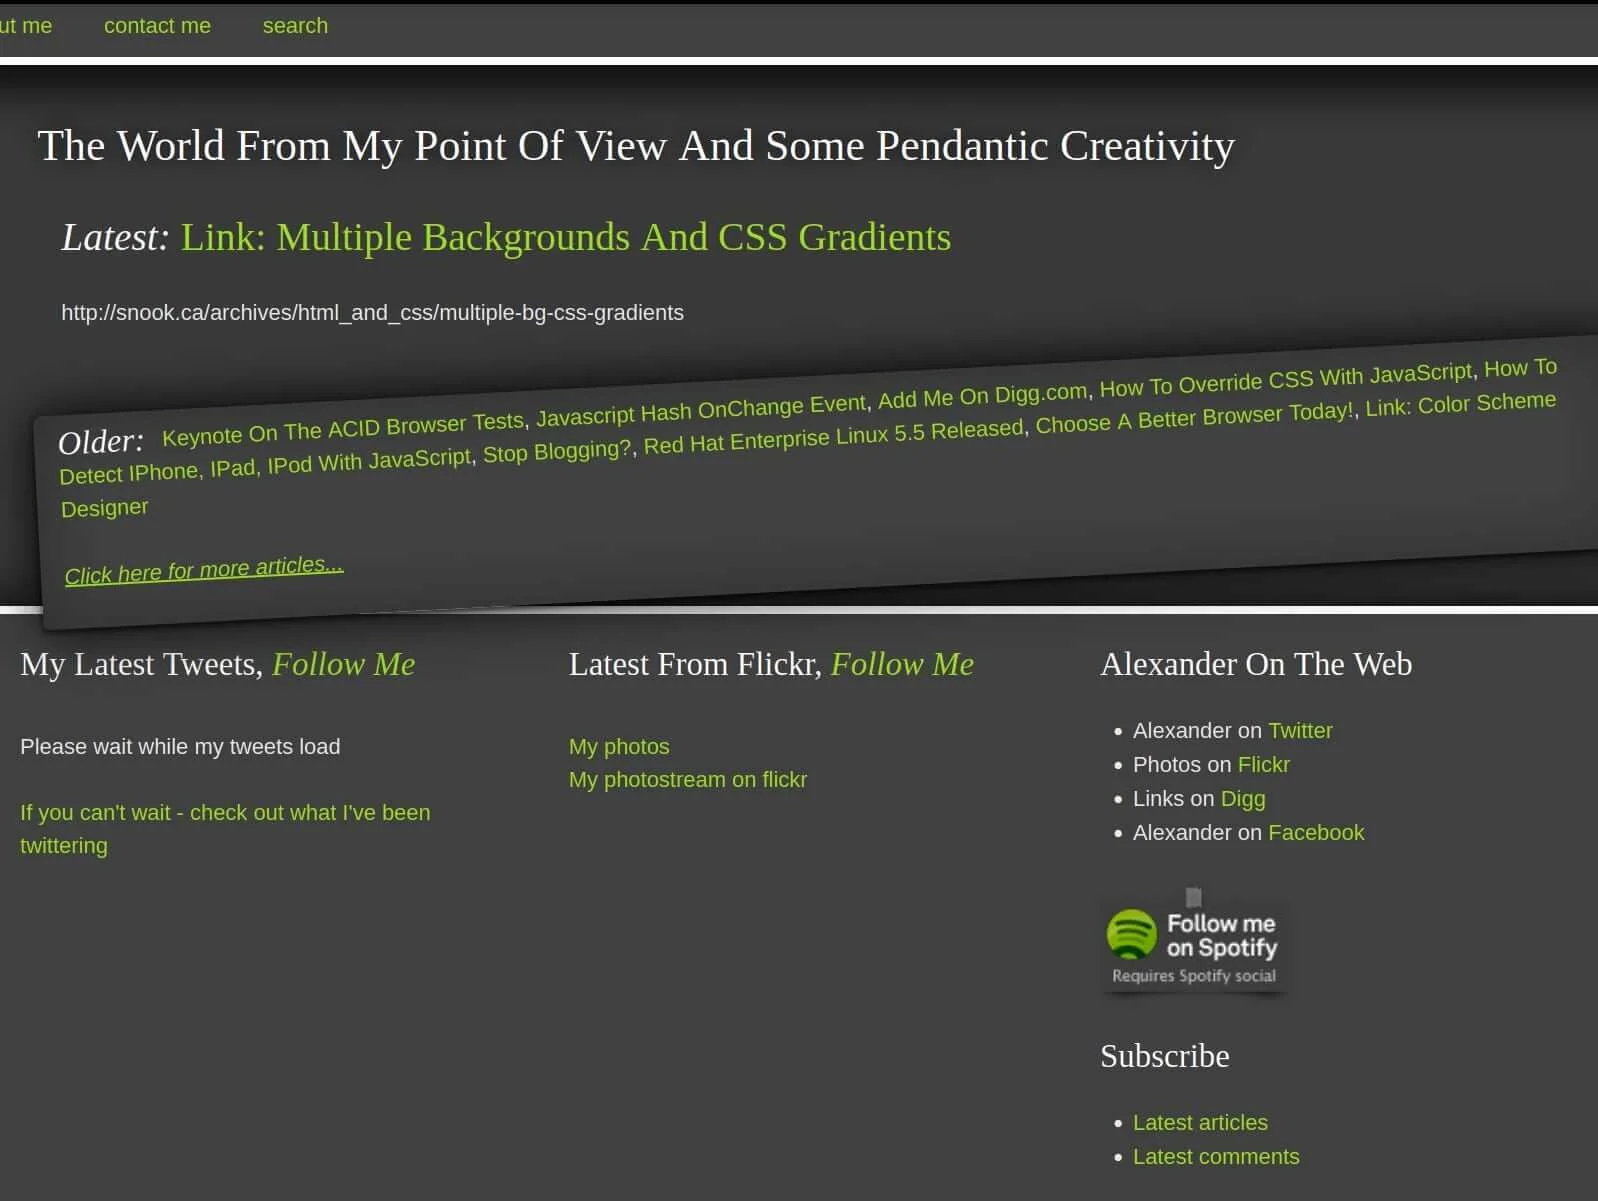 ut me contact me search
The World From My Point Of View And Some Pendantic Creativity
Latest: Link: Multiple Backgrounds And CSS Gradients
http://snook.ca/archives/html_and_css/multiple-bg-css-gradients
Older: Keynote On The ACID Browser Tests, Javascript Hash OnChange Event, Add Me On Digg.com, How To Override CSS With JavaScript, How To
Detect IPhone, IPad, IPod With JavaScript, Stop Blogging?, Red Hat Enterprise Linux 5.5 Released, Choose A Better Browser Today!, Link: Color Scheme
Designer
Click here for more articles...
My Latest Tweets, Follow Me
Please wait while my tweets load
If you can't wait - check out what I've been
twittering
Latest From Flickr, Follow Me
My photos
My photostream on flickr
Alexander On The Web
Alexander on Twitter
Photos on Flickr
Links on Digg
Alexander on Facebook
Follow me
on Spotify
Requires Spotify social
Subscribe
Latest articles
Latest comments